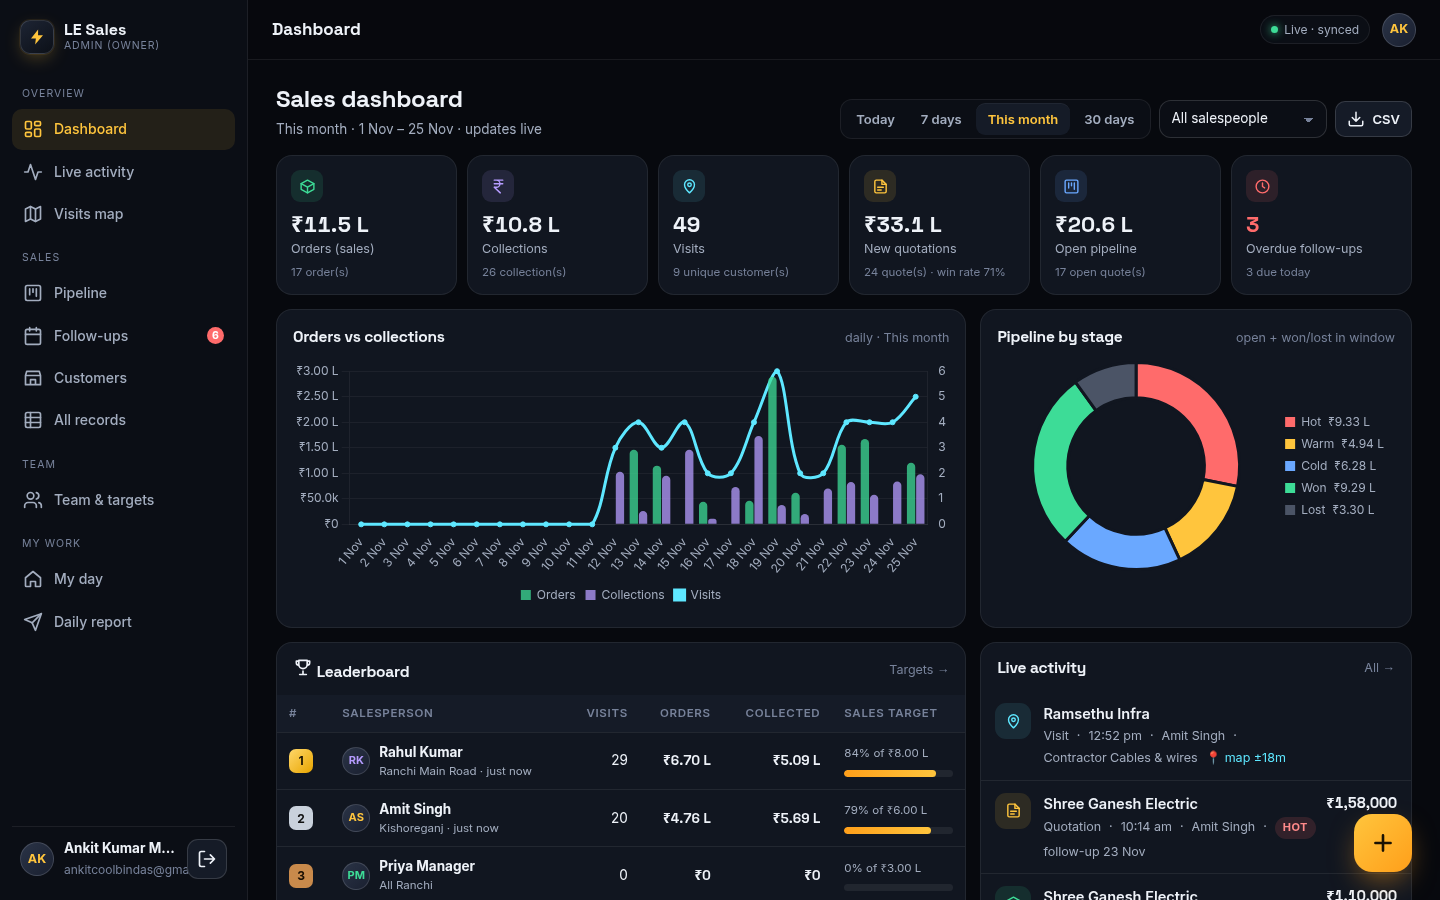 LE Sales
ADMIN (OWNER)
OVERVIEW
Dashboard
Live activity
Visits map
SALES
Pipeline
Follow-ups
6
Customers
All records
TEAM
Team & targets
MY WORK
My day
Daily report
AK
Ankit Kumar M...
ankitcoolbindas@gma
Dashboard
Live · synced
AK
Sales dashboard
This month · 1 Nov – 25 Nov · updates live
Today
7 days
This month
30 days
All salespeople
CSV
₹11.5 L
Orders (sales)
17 order(s)
₹10.8 L
Collections
26 collection(s)
49
Visits
9 unique customer(s)
₹33.1 L
New quotations
24 quote(s) · win rate 71%
₹20.6 L
Open pipeline
17 open quote(s)
3
Overdue follow-ups
3 due today
Orders vs collections
daily · This month
₹3.00 L
₹2.50 L
₹2.00 L
₹1.50 L
₹1.00 L
₹50.0k
₹0
6
5
4
3
2
1
0
1 Nov
2 Nov
3 Nov
4 Nov
5 Nov
6 Nov
7 Nov
8 Nov
9 Nov
10 Nov
11 Nov
12 Nov
13 Nov
14 Nov
15 Nov
16 Nov
17 Nov
18 Nov
19 Nov
20 Nov
21 Nov
22 Nov
23 Nov
24 Nov
25 Nov
Orders
Collections
Visits
Pipeline by stage
open + won/lost in window
Hot ₹9.33 L
Warm ₹4.94 L
Cold ₹6.28 L
Won ₹9.29 L
Lost ₹3.30 L
Leaderboard
Targets →
# SALESPERSON VISITS ORDERS COLLECTED SALES TARGET
1 RK Rahul Kumar 29 ₹6.70 L ₹5.09 L 84% of ₹8.00 L
Ranchi Main Road · just now
2 AS Amit Singh 20 ₹4.76 L ₹5.69 L 79% of ₹6.00 L
Kishoreganj · just now
3 PM Priya Manager 0 ₹0 ₹0 0% of ₹3.00 L
All Ranchi
Live activity
All →
Ramsethu Infra
Visit · 12:52 pm · Amit Singh ·
Contractor Cables & wires 📍 map ±18m
Shree Ganesh Electric ₹1,58,000
Quotation · 10:14 am · Amit Singh · HOT
follow-up 23 Nov
+
Shree Ganesh Electric ₹1,10,000